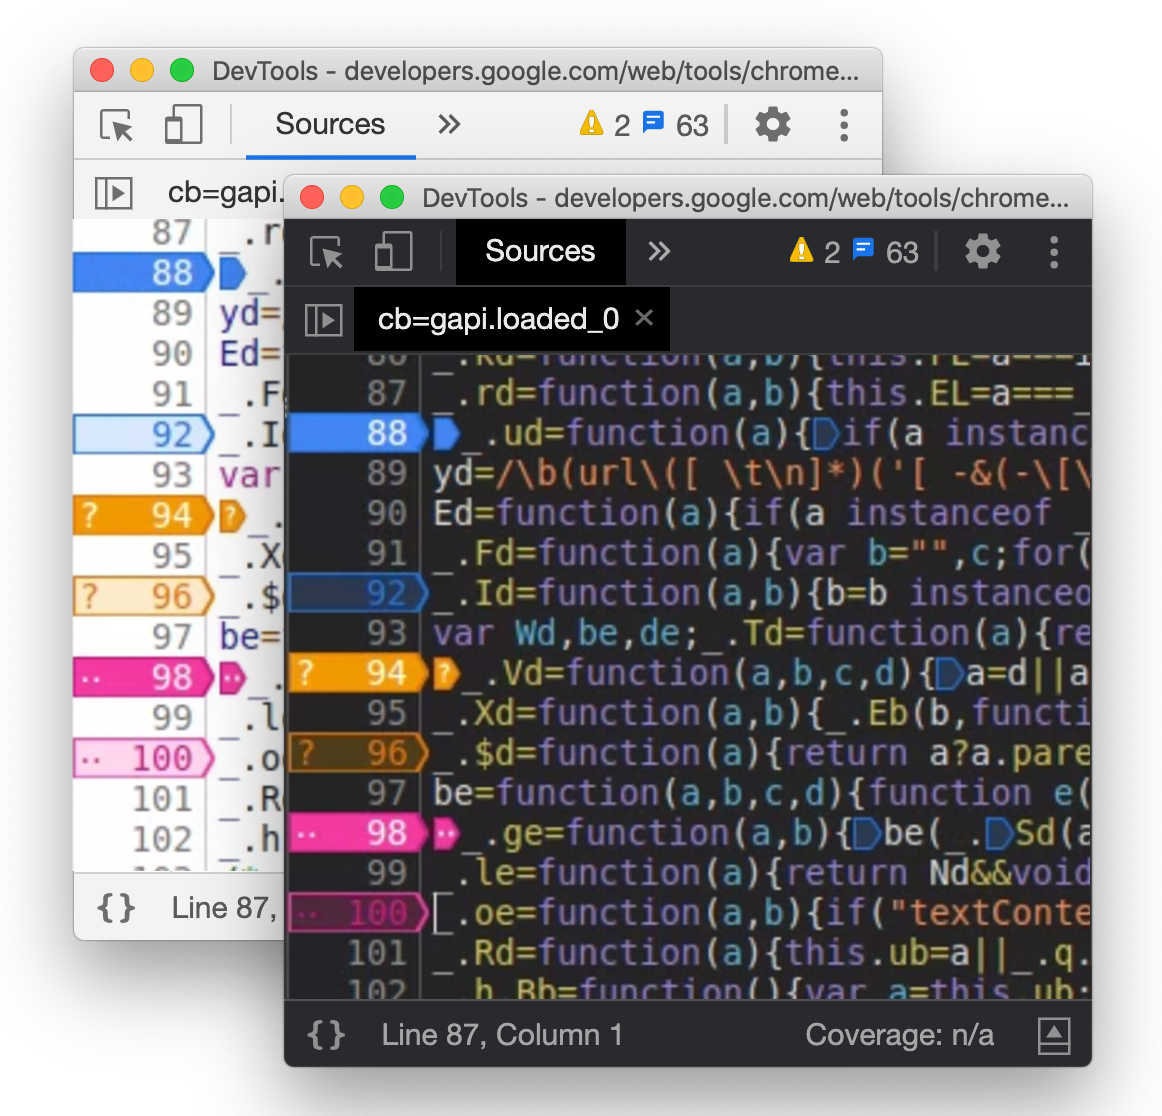 DevTools - developers.google.com/web/tools/chrome...
Sources » 2 63
cb=gapi.
87 _.r
88 _.
89 yd=
90 Ed=
91 _.F
92 _.I
93 var
? 94 ? _.
95 _.X
? 96 _.$
97 be=
.. 98 .. _.
99 _.l
.. 100 _.o
101 _.R
102 _.h
{} Line 87,
DevTools - developers.google.com/web/tools/chrome...
Sources » 2 63
cb=gapi.loaded_0 ×
87 _.rd=function(a,b){this.EL=a===_
88 _.ud=function(a){if(a instanc
89 yd=/\b(url\([ \t\n]*)('[ -&(-\[\
90 Ed=function(a){if(a instanceof _
91 _.Fd=function(a){var b="",c;for(
92 _.Id=function(a,b){b=b instanceo
93 var Wd,be,de;_.Td=function(a){re
? 94 ? _.Vd=function(a,b,c,d){a=d||a
95 _.Xd=function(a,b){_.Eb(b,functi
? 96 _.$d=function(a){return a?a.pare
97 be=function(a,b,c,d){function e(
.. 98 .. _.ge=function(a,b){be(_.Sd(a
99 _.le=function(a){return Nd&&void
.. 100 _.oe=function(a,b){if("textConte
101 _.Rd=function(a){this.ub=a||_.q.
102 _.h.Bb=function(){var a=this.ub;
{} Line 87, Column 1 Coverage: n/a